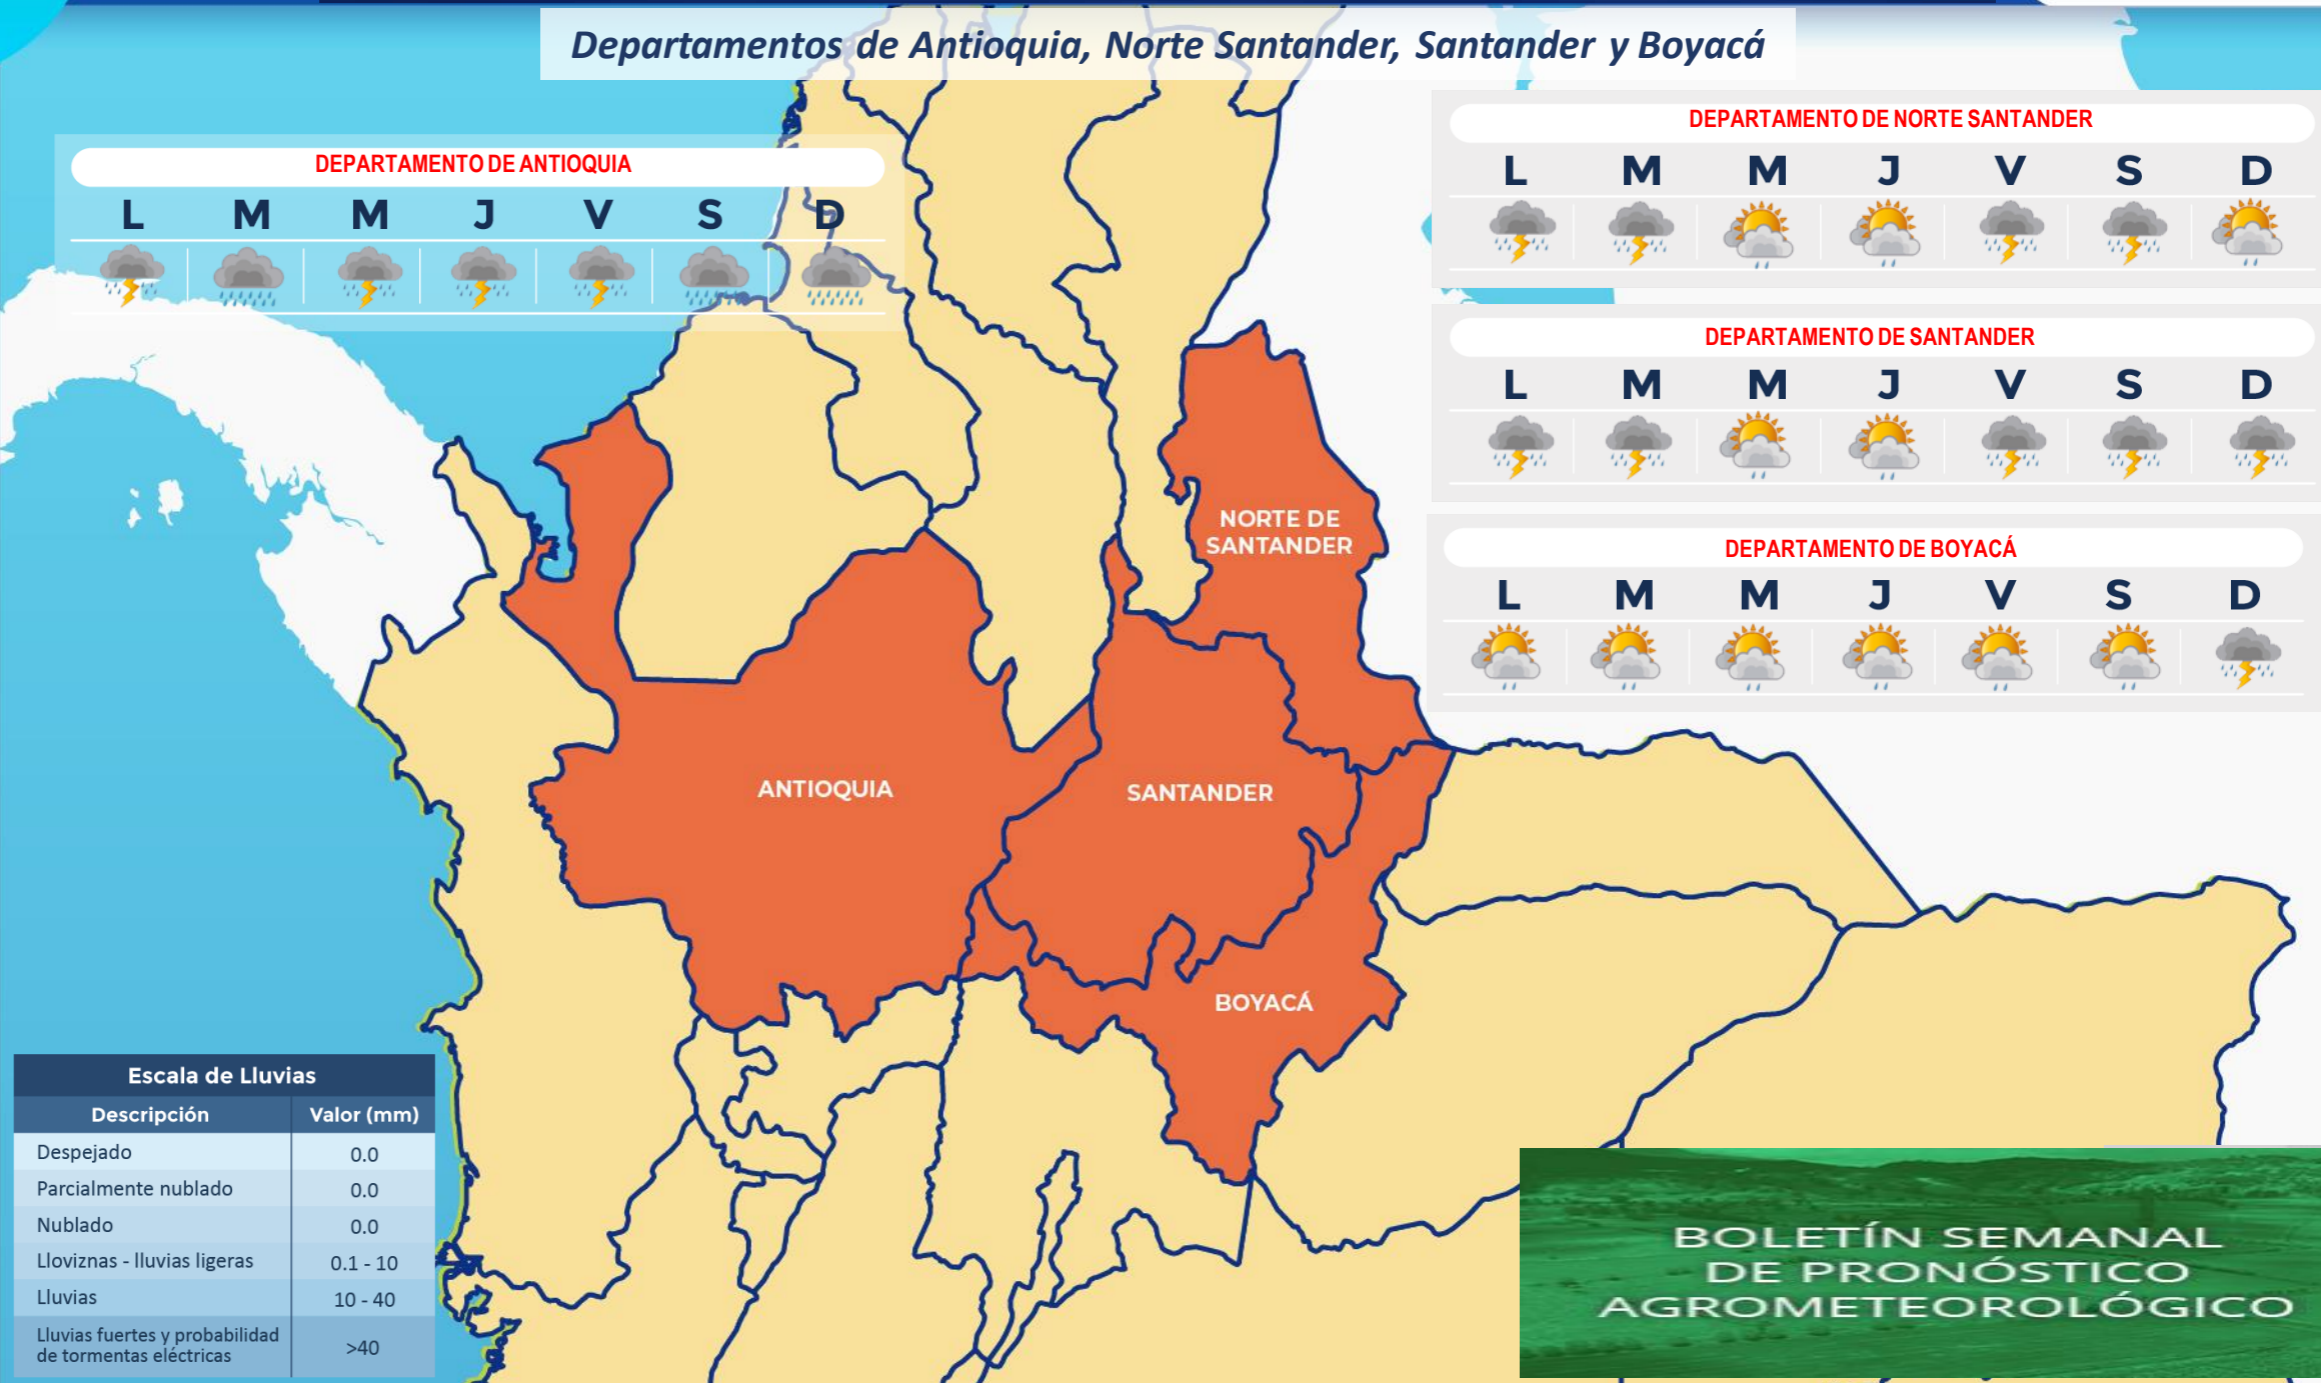 Departamentos de Antioquia, Norte Santander, Santander y Boyacá
DEPARTAMENTO DE ANTIOQUIA
L M M J V S D
DEPARTAMENTO DE NORTE SANTANDER
L M M J V S D
DEPARTAMENTO DE SANTANDER
L M M J V S D
DEPARTAMENTO DE BOYACÁ
L M M J V S D
NORTE DE
SANTANDER
ANTIOQUIA
SANTANDER
BOYACÁ
Escala de Lluvias
Descripción Valor (mm)
Despejado 0.0
Parcialmente nublado 0.0
Nublado 0.0
Lloviznas - lluvias ligeras 0.1 - 10
Lluvias 10 - 40
Lluvias fuertes y probabilidad
de tormentas eléctricas >40
BOLETÍN SEMANAL
DE PRONÓSTICO
AGROMETEOROLÓGICO